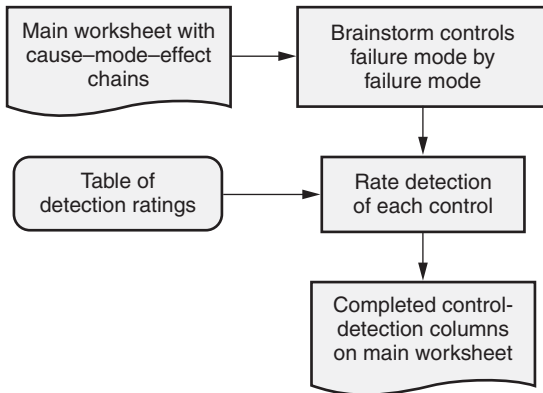 Main worksheet with
cause–mode–effect
chains
Brainstorm controls
failure mode by
failure mode
Table of
detection ratings
Rate detection
of each control
Completed control-
detection columns
on main worksheet